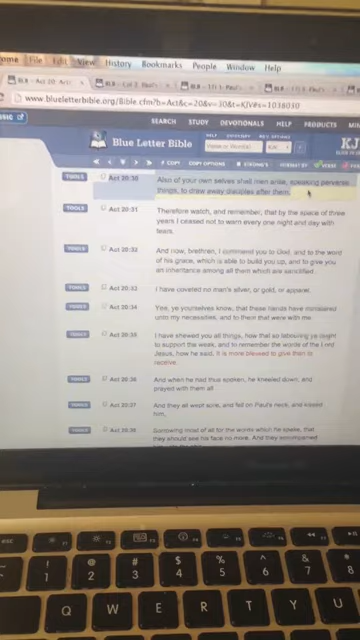 File Edit View History Bookmarks People Window Help
www.blueletterbible.org/Bible.cfm?b=Act&c=20&v=30&t=KJV#s=1038030
SEARCH STUDY DEVOTIONALS HELP PRODUCTS
Blue Letter Bible
KJ
COPY COPY OPTIONS STRONG'S
TOOLS Act 20:30 Also of your own selves shall men arise, speaking perverse
things, to draw away disciples after them.
TOOLS Act 20:31 Therefore watch, and remember, that by the space of three
years I ceased not to warn every one night and day with
tears.
TOOLS Act 20:32 And now, brethren, I commend you to God, and to the word
of his grace, which is able to build you up, and to give you
an inheritance among all them which are sanctified.
TOOLS Act 20:33 I have coveted no man's silver, or gold, or apparel.
TOOLS Act 20:34 Yea, ye yourselves know, that these hands have ministered
unto my necessities, and to them that were with me.
TOOLS Act 20:35 I have shewed you all things, how that so labouring ye ought
to support the weak, and to remember the words of the Lord
Jesus, how he said, It is more blessed to give than to
receive.
TOOLS Act 20:36 And when he had thus spoken, he kneeled down, and
prayed with them all.
TOOLS Act 20:37 And they all wept sore, and fell on Paul's neck, and kissed
him,
TOOLS Act 20:38 Sorrowing most of all for the words which he spake, that
they should see his face no more. And they accompanied
esc F1 F2 F3 F4 F5 F6 F7
! @ # $ % ^ & *
1 2 3 4 5 6 7 8
Q W E R T Y U